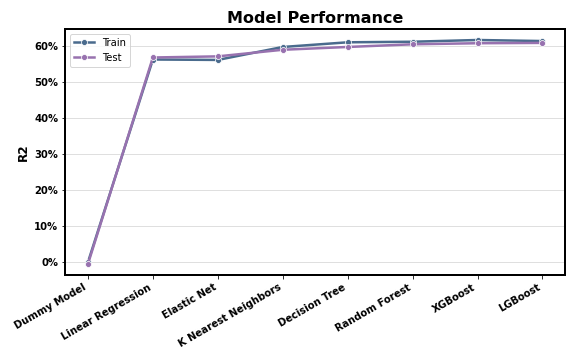 Model Performance
Train
Test
R2
60%
50%
40%
30%
20%
10%
0%
Dummy Model
Linear Regression
Elastic Net
K Nearest Neighbors
Decision Tree
Random Forest
XGBoost
LGBoost